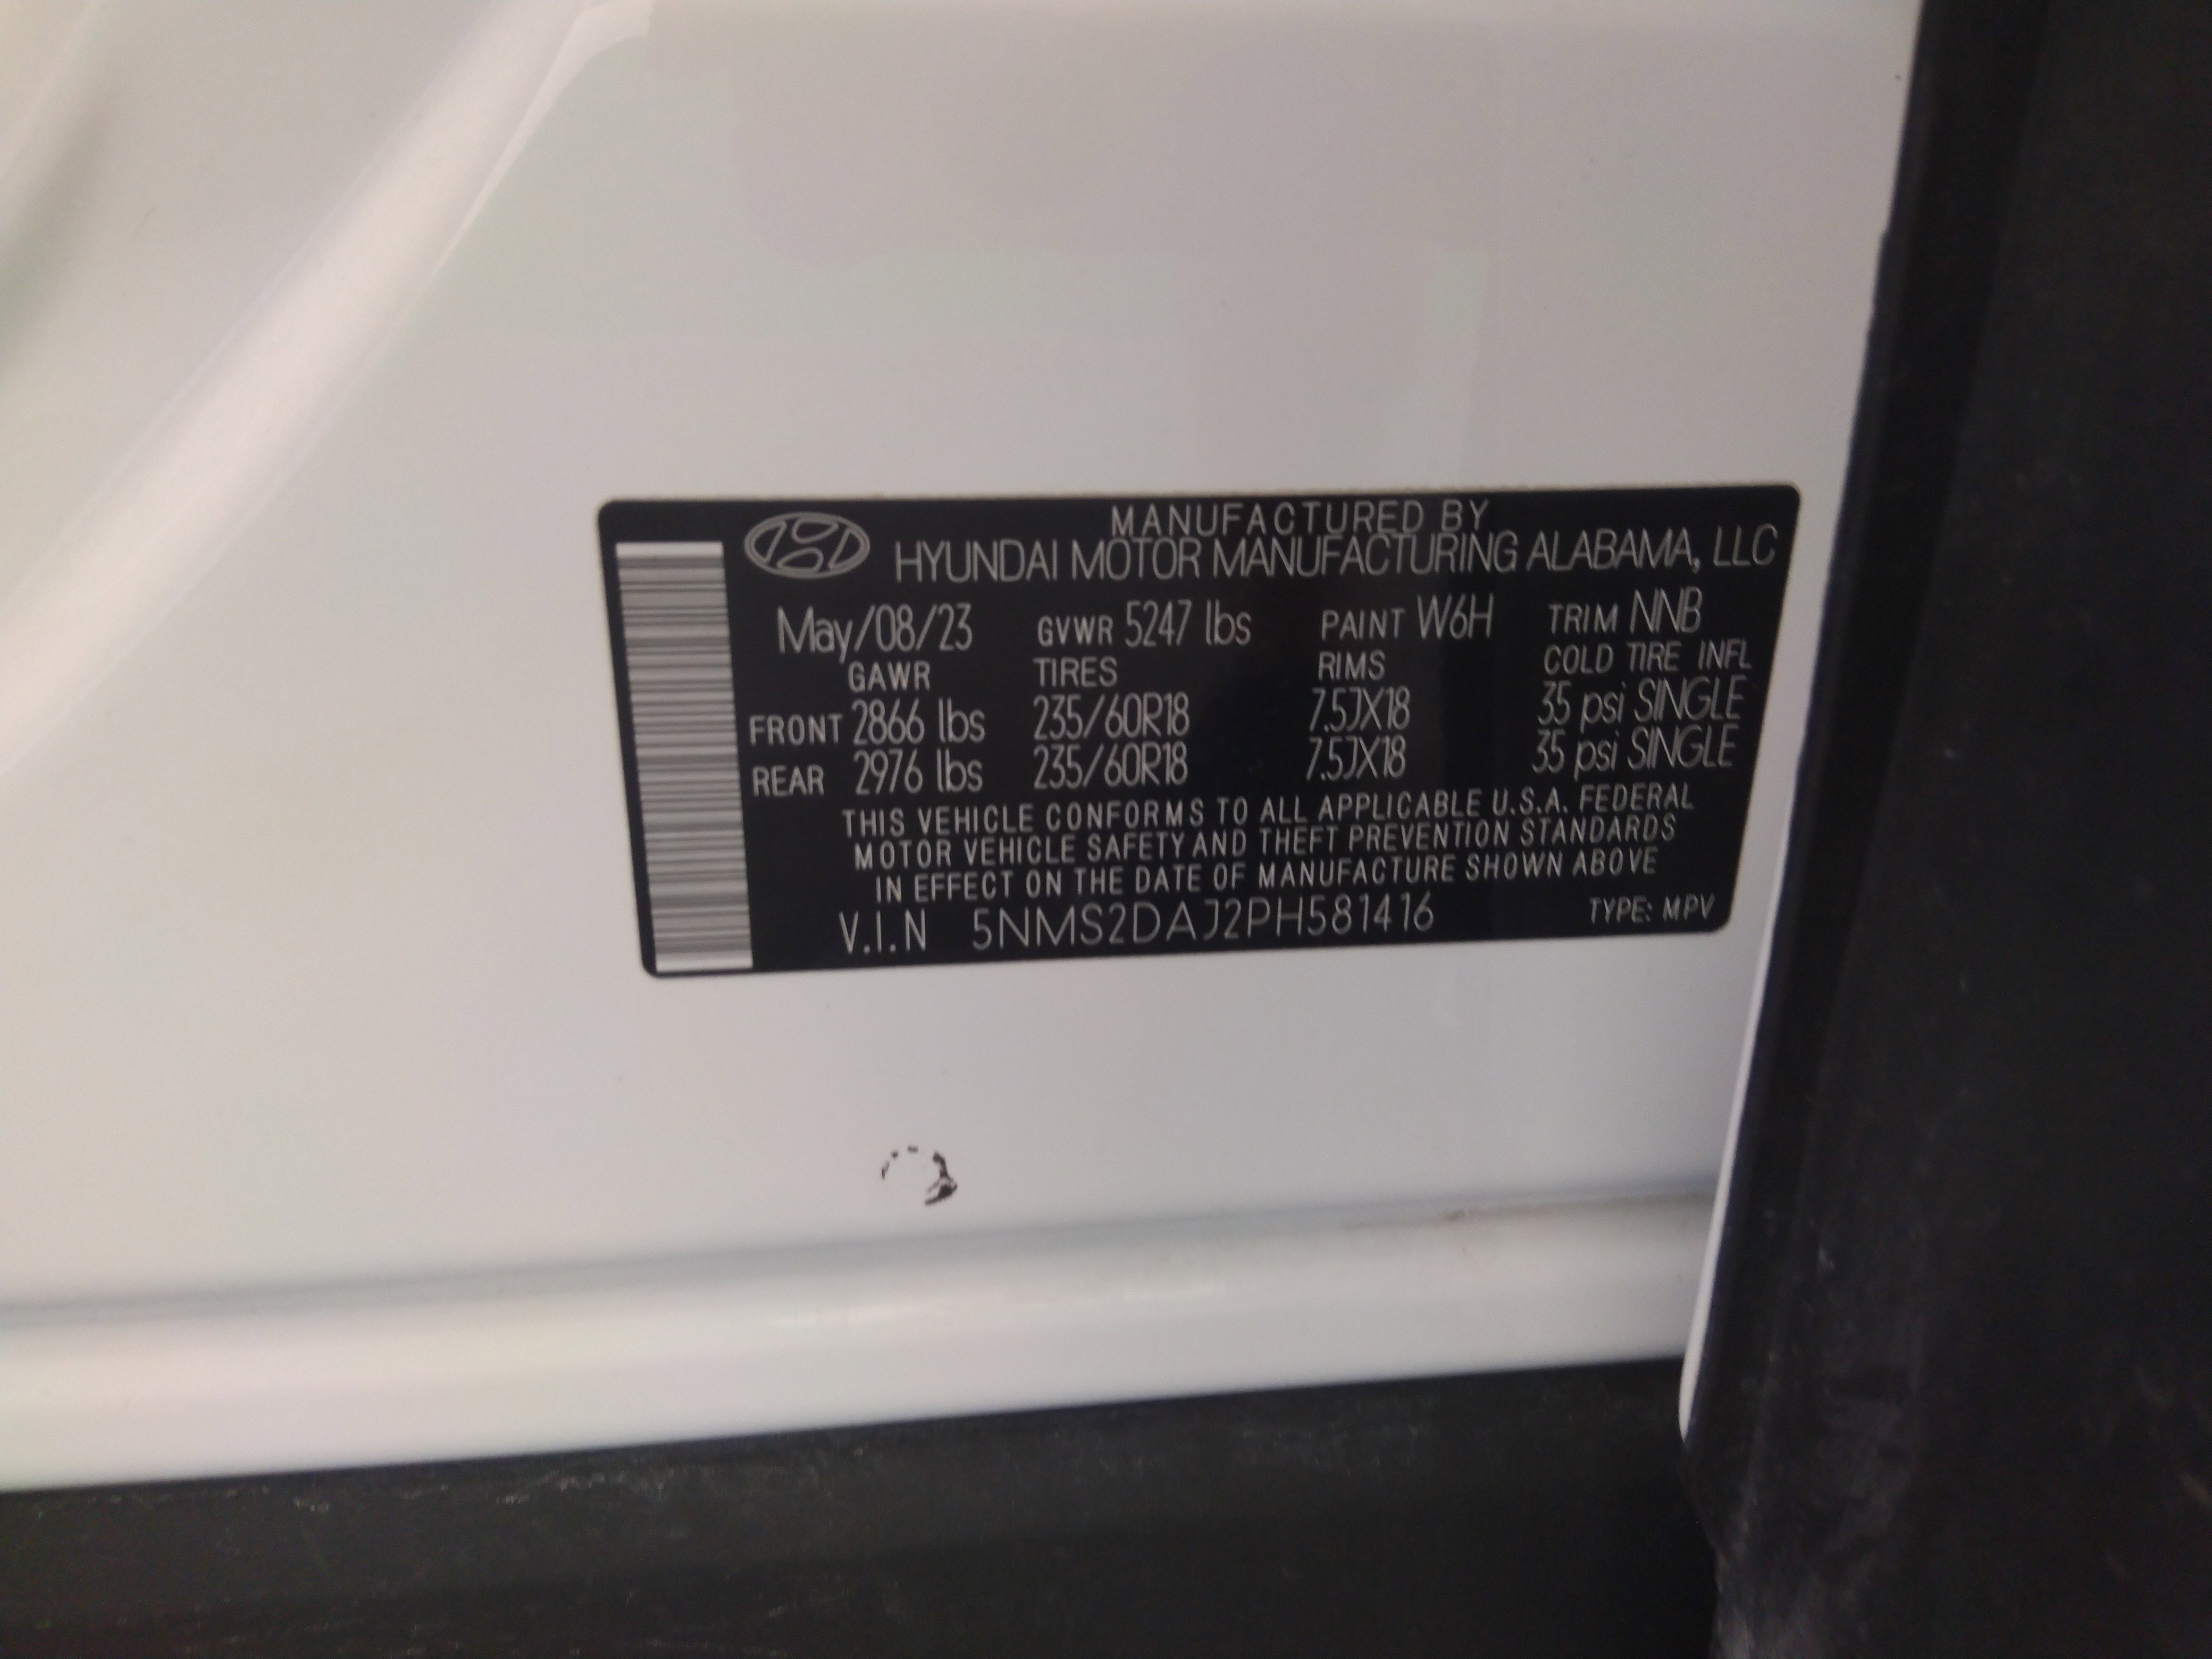 MANUFACTURED BY
HYUNDAI MOTOR MANUFACTURING ALABAMA, LLC
May/08/23 GVWR 5247 lbs PAINT W6H TRIM NNB
GAWR TIRES RIMS COLD TIRE INFL
FRONT 2866 lbs 235/60R18 7.5JX18 35 psi SINGLE
REAR 2976 lbs 235/60R18 7.5JX18 35 psi SINGLE
THIS VEHICLE CONFORMS TO ALL APPLICABLE U.S.A. FEDERAL
MOTOR VEHICLE SAFETY AND THEFT PREVENTION STANDARDS
IN EFFECT ON THE DATE OF MANUFACTURE SHOWN ABOVE
V.I.N 5NMS2DAJ2PH581416 TYPE: MPV